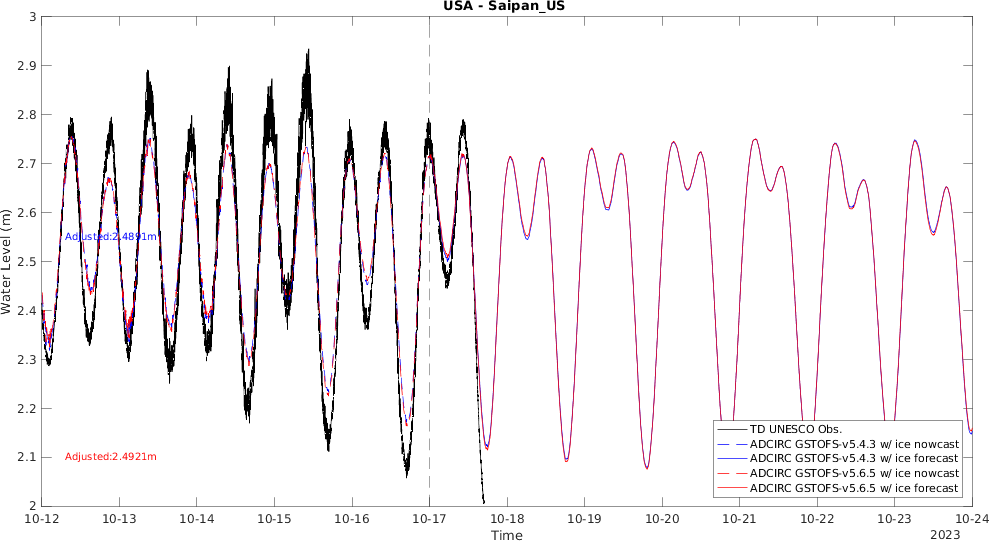 USA - Saipan_US
3
2.9
2.8
2.7
2.6
2.5
2.4
2.3
2.2
2.1
2
Water Level (m)
Adjusted:2.4891m
Adjusted:2.4921m
TD UNESCO Obs.
ADCIRC GSTOFS-v5.4.3 w/ ice nowcast
ADCIRC GSTOFS-v5.4.3 w/ ice forecast
ADCIRC GSTOFS-v5.6.5 w/ ice nowcast
ADCIRC GSTOFS-v5.6.5 w/ ice forecast
10-12 10-13 10-14 10-15 10-16 10-17 10-18 10-19 10-20 10-21 10-22 10-23 10-24
Time
2023